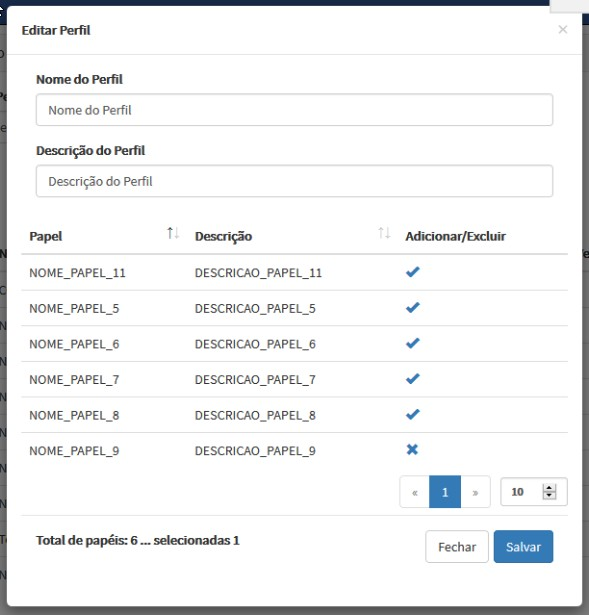 Editar Perfil ×
Nome do Perfil
Nome do Perfil
Descrição do Perfil
Descrição do Perfil
Papel Descrição Adicionar/Excluir
NOME_PAPEL_11 DESCRICAO_PAPEL_11
NOME_PAPEL_5 DESCRICAO_PAPEL_5
NOME_PAPEL_6 DESCRICAO_PAPEL_6
NOME_PAPEL_7 DESCRICAO_PAPEL_7
NOME_PAPEL_8 DESCRICAO_PAPEL_8
NOME_PAPEL_9 DESCRICAO_PAPEL_9
« 1 » 10
Total de papéis: 6 ... selecionadas 1 Fechar Salvar